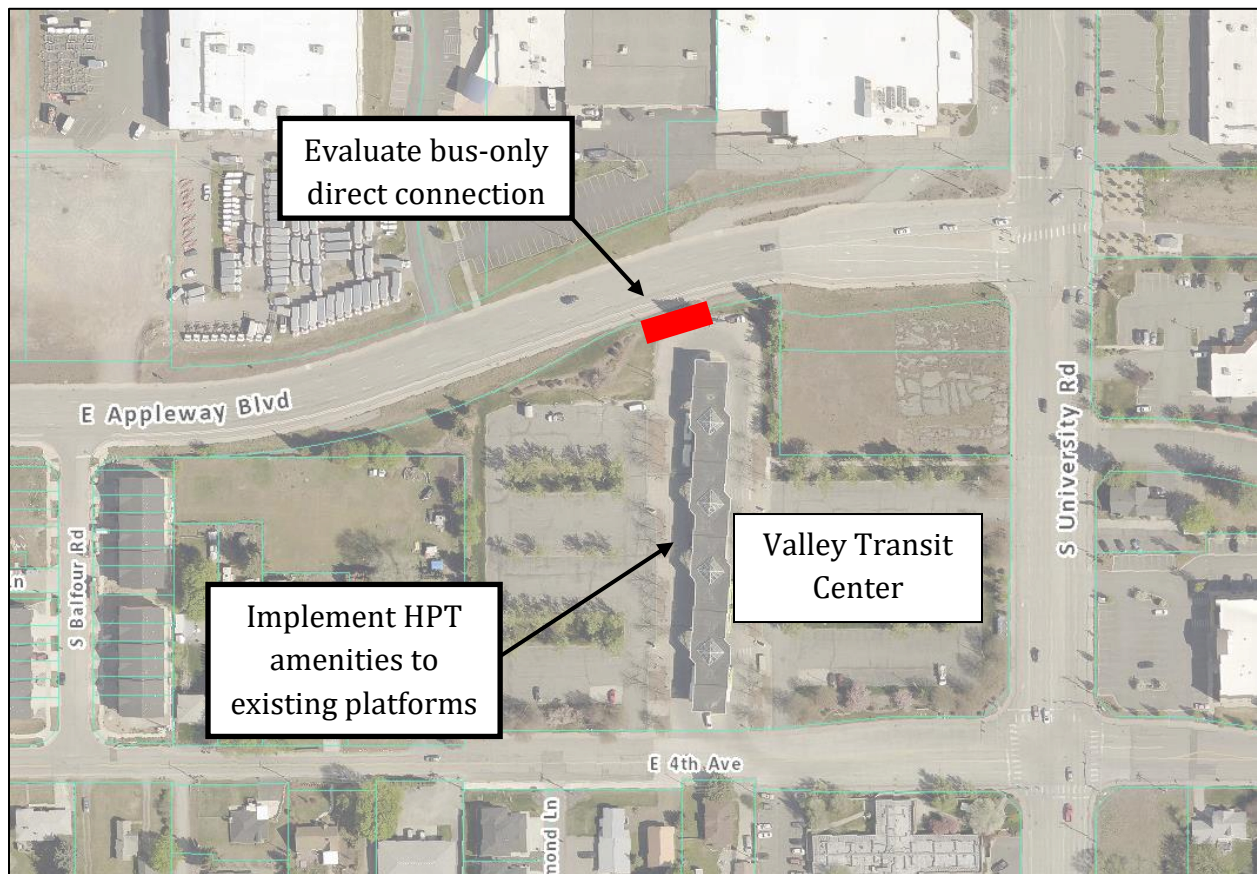 Evaluate bus-only
direct connection
E Appleway Blvd
S University Rd
Valley Transit
Center
S Balfour Rd
n
Implement HPT
amenities to
existing platforms
E 4th Ave
mond Ln